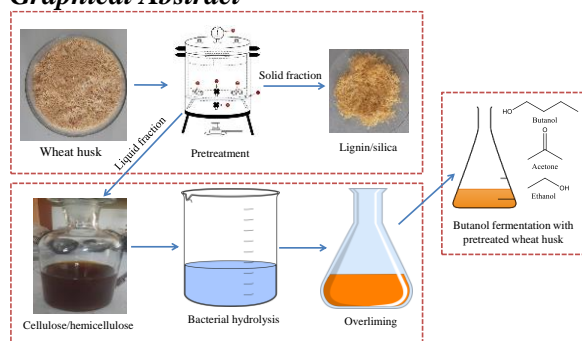 Graphical Abstract
Solid fraction
Wheat husk
Pretreatment
Lignin/silica
Liquid fraction
Cellulose/hemicellulose
Bacterial hydrolysis
Overliming
HO
Butanol
O
Acetone
OH
Ethanol
Butanol fermentation with
pretreated wheat husk